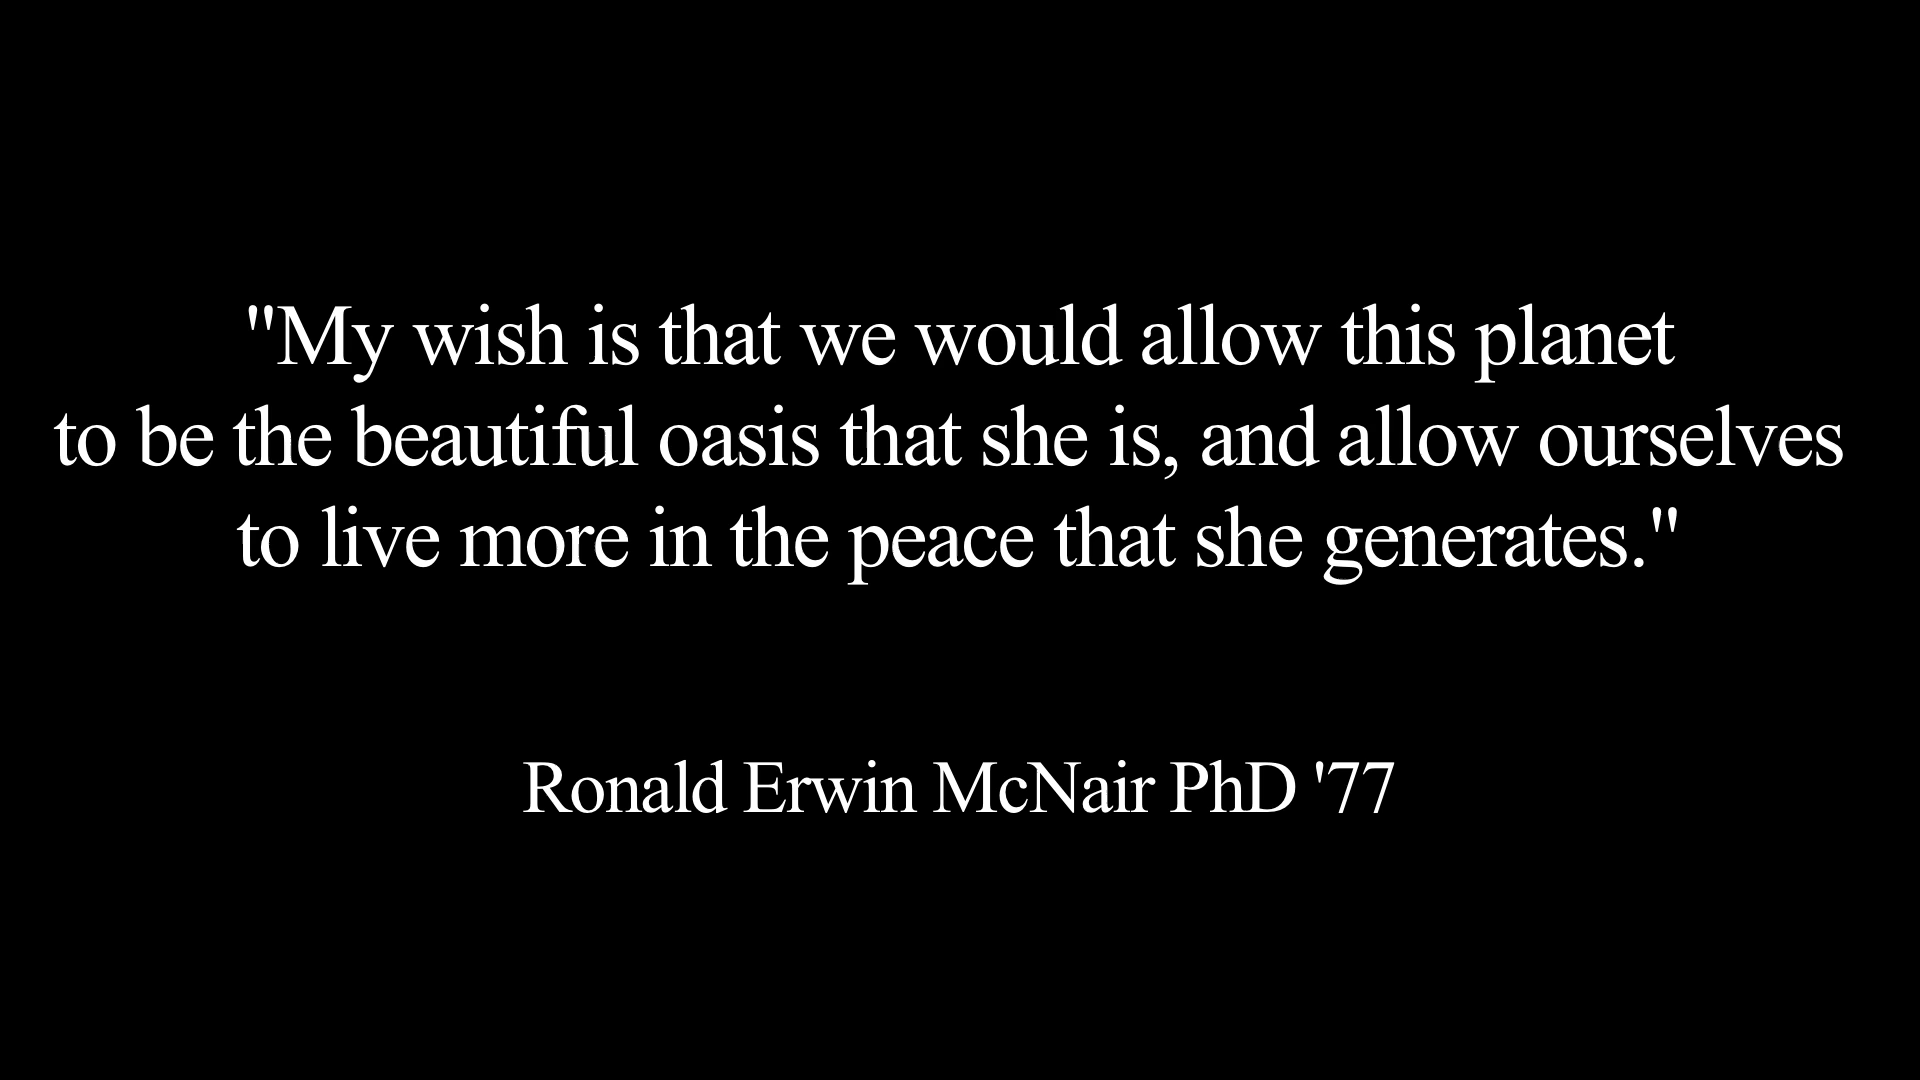 "My wish is that we would allow this planet
to be the beautiful oasis that she is, and allow ourselves
to live more in the peace that she generates."
Ronald Erwin McNair PhD '77